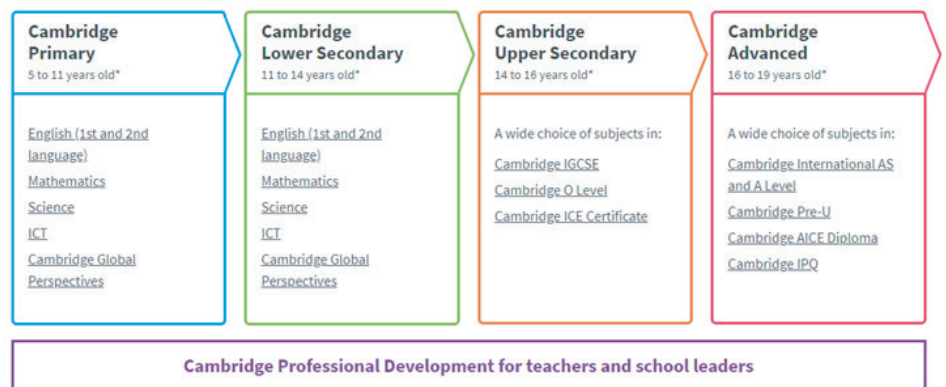 Cambridge
Primary
5 to 11 years old*
English (1st and 2nd
language)
Mathematics
Science
ICT
Cambridge Global
Perspectives
Cambridge
Lower Secondary
11 to 14 years old*
English (1st and 2nd
language)
Mathematics
Science
ICT
Cambridge Global
Perspectives
Cambridge
Upper Secondary
14 to 16 years old*
A wide choice of subjects in:
Cambridge IGCSE
Cambridge O Level
Cambridge ICE Certificate
Cambridge
Advanced
16 to 19 years old*
A wide choice of subjects in:
Cambridge International AS
and A Level
Cambridge Pre-U
Cambridge AICE Diploma
Cambridge IPQ
Cambridge Professional Development for teachers and school leaders